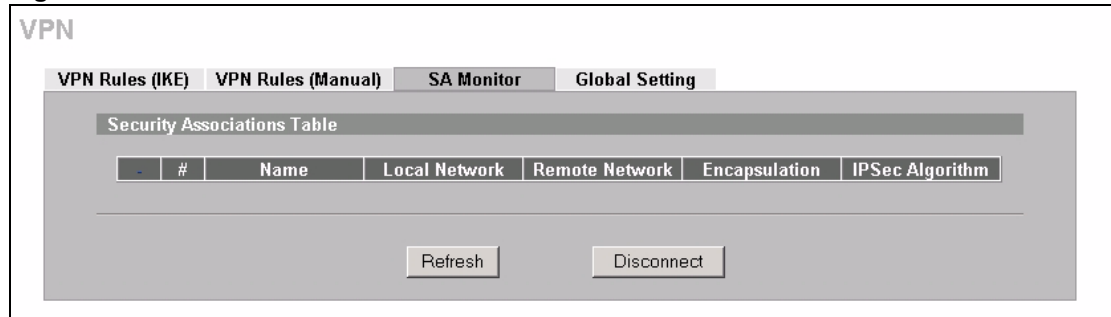 VPN
VPN Rules (IKE) VPN Rules (Manual) SA Monitor Global Setting
Security Associations Table
- # Name Local Network Remote Network Encapsulation IPSec Algorithm
Refresh Disconnect